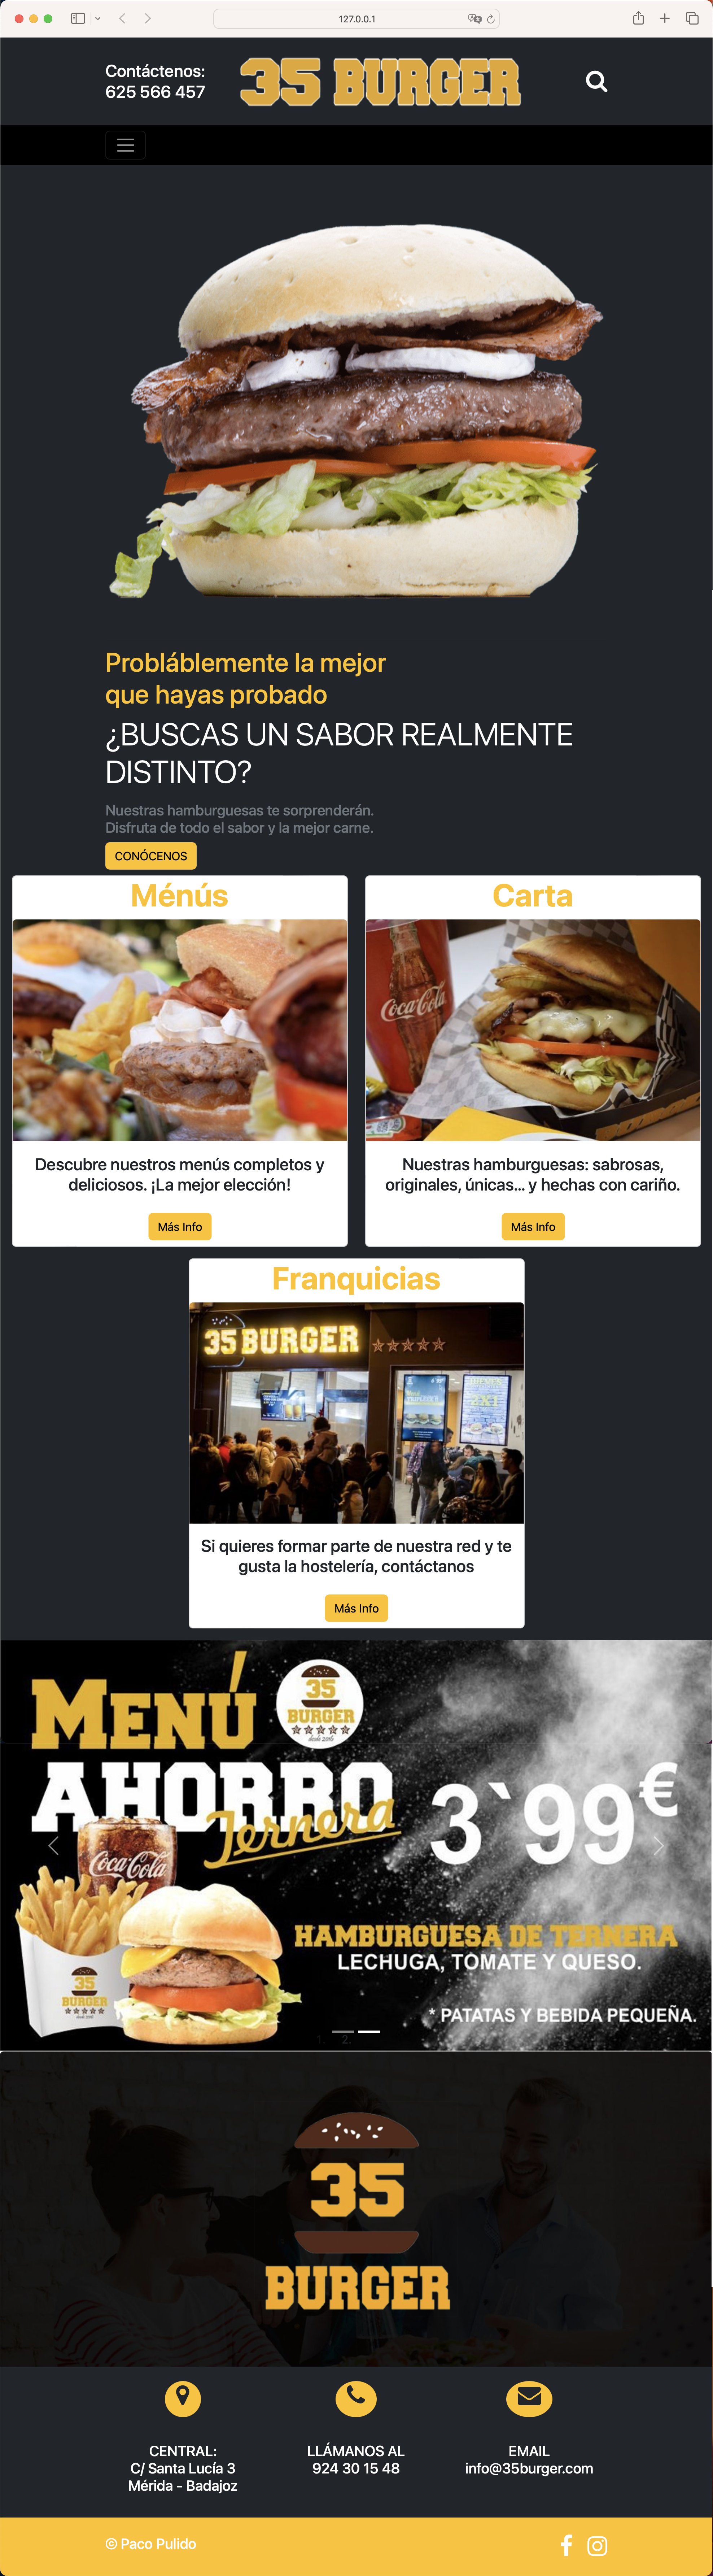 127.0.0.1
Contáctenos:
625 566 457
35 BURGER
Probláblemente la mejor
que hayas probado
¿BUSCAS UN SABOR REALMENTE
DISTINTO?
Nuestras hamburguesas te sorprenderán.
Disfruta de todo el sabor y la mejor carne.
CONÓCENOS
Ménús
Carta
Coca-Cola
Descubre nuestros menús completos y
deliciosos. ¡La mejor elección!
Nuestras hamburguesas: sabrosas,
originales, únicas... y hechas con cariño.
Más Info
Más Info
Franquicias
35 BURGER
2X1
Si quieres formar parte de nuestra red y te
gusta la hostelería, contáctanos
Más Info
MENÚ
35
BURGER
desde 2016
AHORRO
Ternera
3`99€
Coca-Cola
HAMBURGUESA DE TERNERA
LECHUGA, TOMATE Y QUESO.
35
BURGER
* PATATAS Y BEBIDA PEQUEÑA.
1. 2.
35
BURGER
CENTRAL:
C/ Santa Lucía 3
Mérida - Badajoz
LLÁMANOS AL
924 30 15 48
EMAIL
info@35burger.com
© Paco Pulido